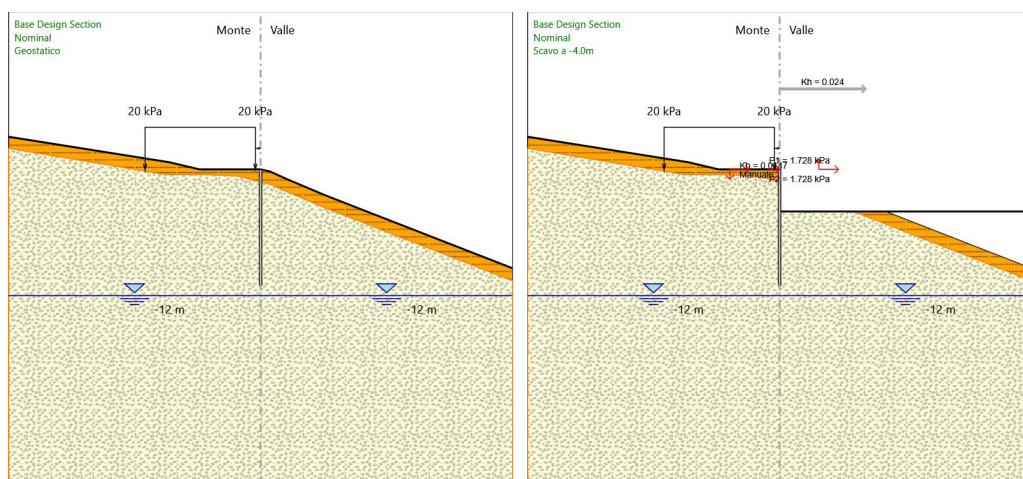 Base Design Section
Nominal
Geostatico
Monte
Valle
20 kPa
20 kPa
-12 m
-12 m
Base Design Section
Nominal
Scavo a -4.0m
Monte
Valle
Kh = 0.024
20 kPa
20 kPa
= 1.728 kPa
Manuale
= 1.728 kPa
-12 m
-12 m